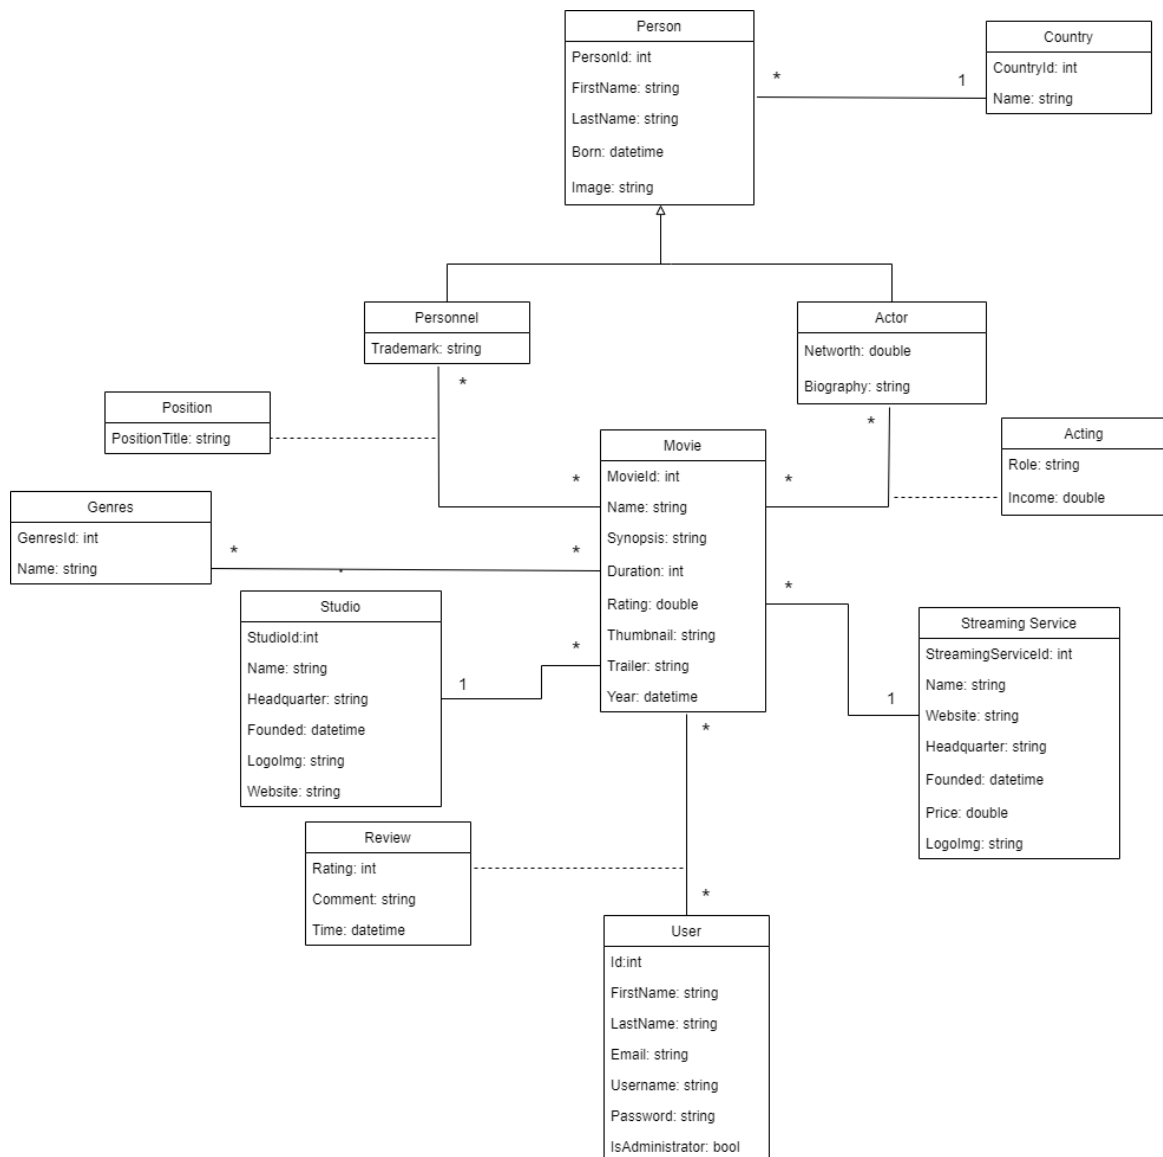 Person
PersonId: int
FirstName: string
LastName: string
Born: datetime
Image: string
Country
CountryId: int
Name: string
*
1
Personnel
Trademark: string
*
Actor
Networth: double
Biography: string
*
Position
PositionTitle: string
Acting
Role: string
Income: double
Movie
MovieId: int
Name: string
Synopsis: string
Duration: int
Rating: double
Thumbnail: string
Trailer: string
Year: datetime
*
*
Genres
GenresId: int
Name: string
*
*
Studio
StudioId:int
Name: string
Headquarter: string
Founded: datetime
LogoImg: string
Website: string
1
*
*
1
Streaming Service
StreamingServiceId: int
Name: string
Website: string
Headquarter: string
Founded: datetime
Price: double
LogoImg: string
*
Review
Rating: int
Comment: string
Time: datetime
*
User
Id:int
FirstName: string
LastName: string
Email: string
Username: string
Password: string
IsAdministrator: bool